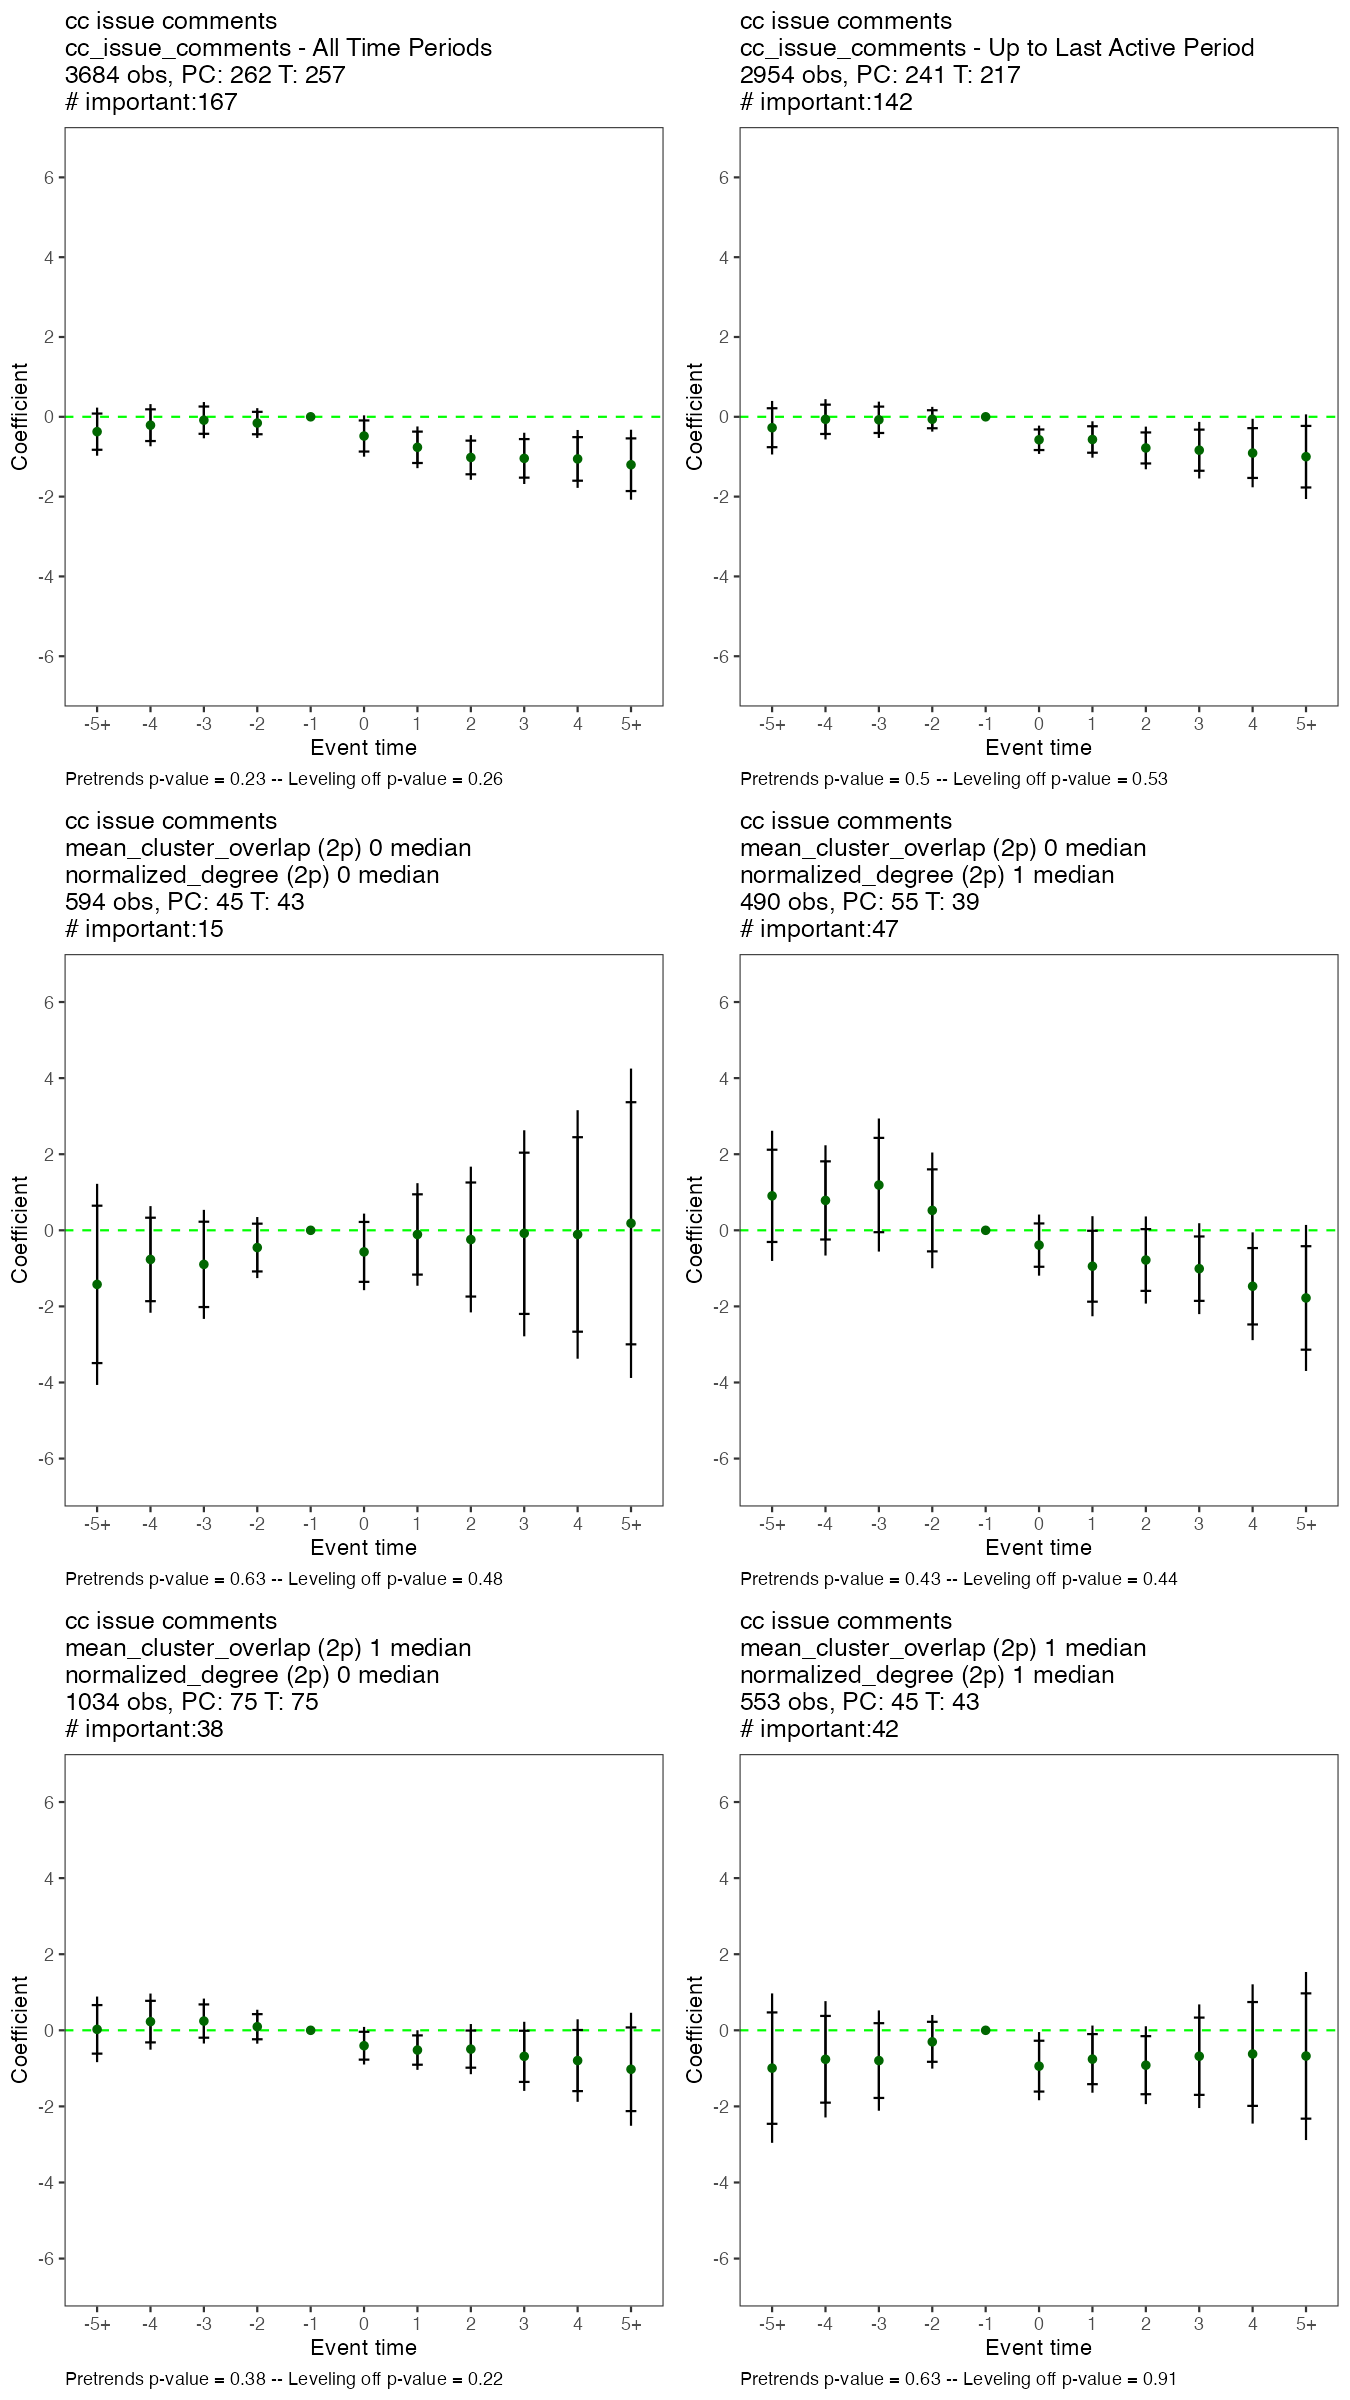 cc issue comments
cc_issue_comments - All Time Periods
3684 obs, PC: 262 T: 257
# important:167
6
4
2
0
-2
-4
-6
Coefficient
-5+ -4 -3 -2 -1 0 1 2 3 4 5+
Event time
Pretrends p-value = 0.23 -- Leveling off p-value = 0.26
cc issue comments
cc_issue_comments - Up to Last Active Period
2954 obs, PC: 241 T: 217
# important:142
6
4
2
0
-2
-4
-6
Coefficient
-5+ -4 -3 -2 -1 0 1 2 3 4 5+
Event time
Pretrends p-value = 0.5 -- Leveling off p-value = 0.53
cc issue comments
mean_cluster_overlap (2p) 0 median
normalized_degree (2p) 0 median
594 obs, PC: 45 T: 43
# important:15
6
4
2
0
-2
-4
-6
Coefficient
-5+ -4 -3 -2 -1 0 1 2 3 4 5+
Event time
Pretrends p-value = 0.63 -- Leveling off p-value = 0.48
cc issue comments
mean_cluster_overlap (2p) 0 median
normalized_degree (2p) 1 median
490 obs, PC: 55 T: 39
# important:47
6
4
2
0
-2
-4
-6
Coefficient
-5+ -4 -3 -2 -1 0 1 2 3 4 5+
Event time
Pretrends p-value = 0.43 -- Leveling off p-value = 0.44
cc issue comments
mean_cluster_overlap (2p) 1 median
normalized_degree (2p) 0 median
1034 obs, PC: 75 T: 75
# important:38
6
4
2
0
-2
-4
-6
Coefficient
-5+ -4 -3 -2 -1 0 1 2 3 4 5+
Event time
Pretrends p-value = 0.38 -- Leveling off p-value = 0.22
cc issue comments
mean_cluster_overlap (2p) 1 median
normalized_degree (2p) 1 median
553 obs, PC: 45 T: 43
# important:42
6
4
2
0
-2
-4
-6
Coefficient
-5+ -4 -3 -2 -1 0 1 2 3 4 5+
Event time
Pretrends p-value = 0.63 -- Leveling off p-value = 0.91